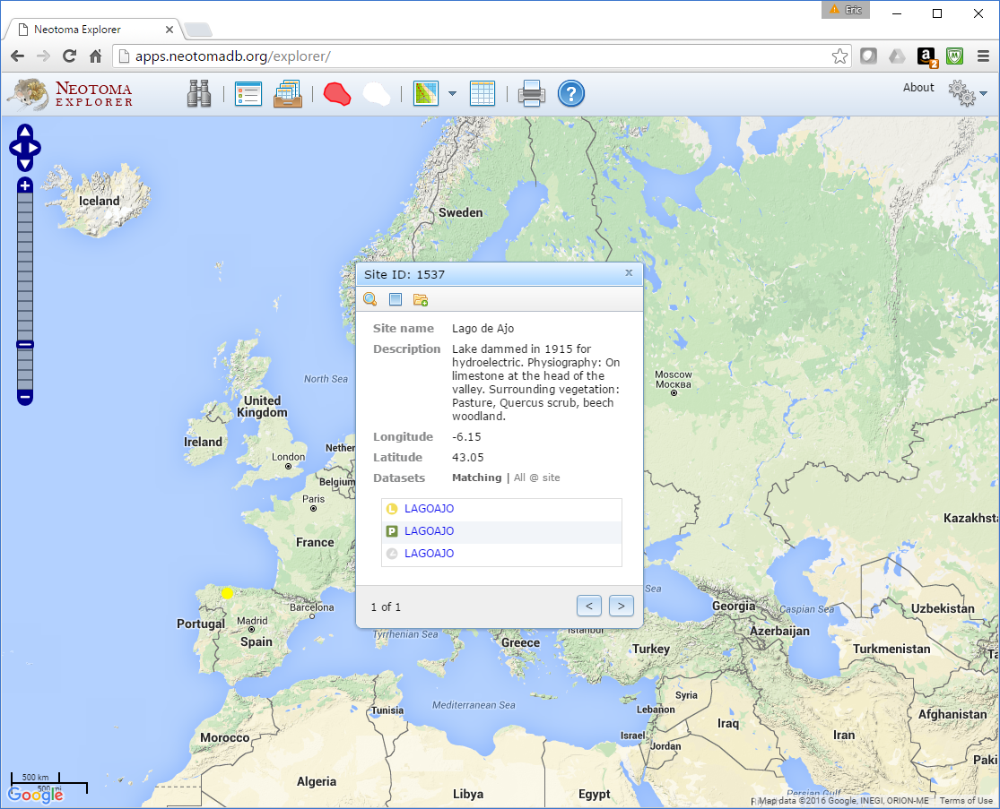 Eric
Neotoma Explorer
apps.neotomadb.org/explorer/
2
NEOTOMA
EXPLORER
About
Iceland
Sweden
Site ID: 1537
x
Site name Lago de Ajo
Description Lake dammed in 1915 for
hydroelectric. Physiography: On
limestone at the head of the
valley. Surrounding vegetation:
Pasture, Quercus scrub, beech
woodland.
Longitude -6.15
Latitude 43.05
Datasets Matching | All @ site
L LAGOAJO
P LAGOAJO
LAGOAJO
1 of 1 < >
North Sea
Moscow
Москва
United
Kingdom
Ireland
London
Nether
Belgium
Paris
France
Kazakhst
Sea
Georgia
Caspian Sea
Uzbekistan
Azerbaijan
Turkmenistan
Barcelona
Portugal
Madrid
Spain
Tyrrhenian Sea
Greece
Istanbul
Turkey
Ta
Mediterranean Sea
Tunisia
Syria
Lebanon
Iraq
Iran
Afghanistan
Israel
Jordan
Morocco
Paki
Algeria
Libya
Egypt
Persian Gulf
500 km
500 mi
Google
Map data ©2016 Google, INEGI, ORION-ME Terms of Use